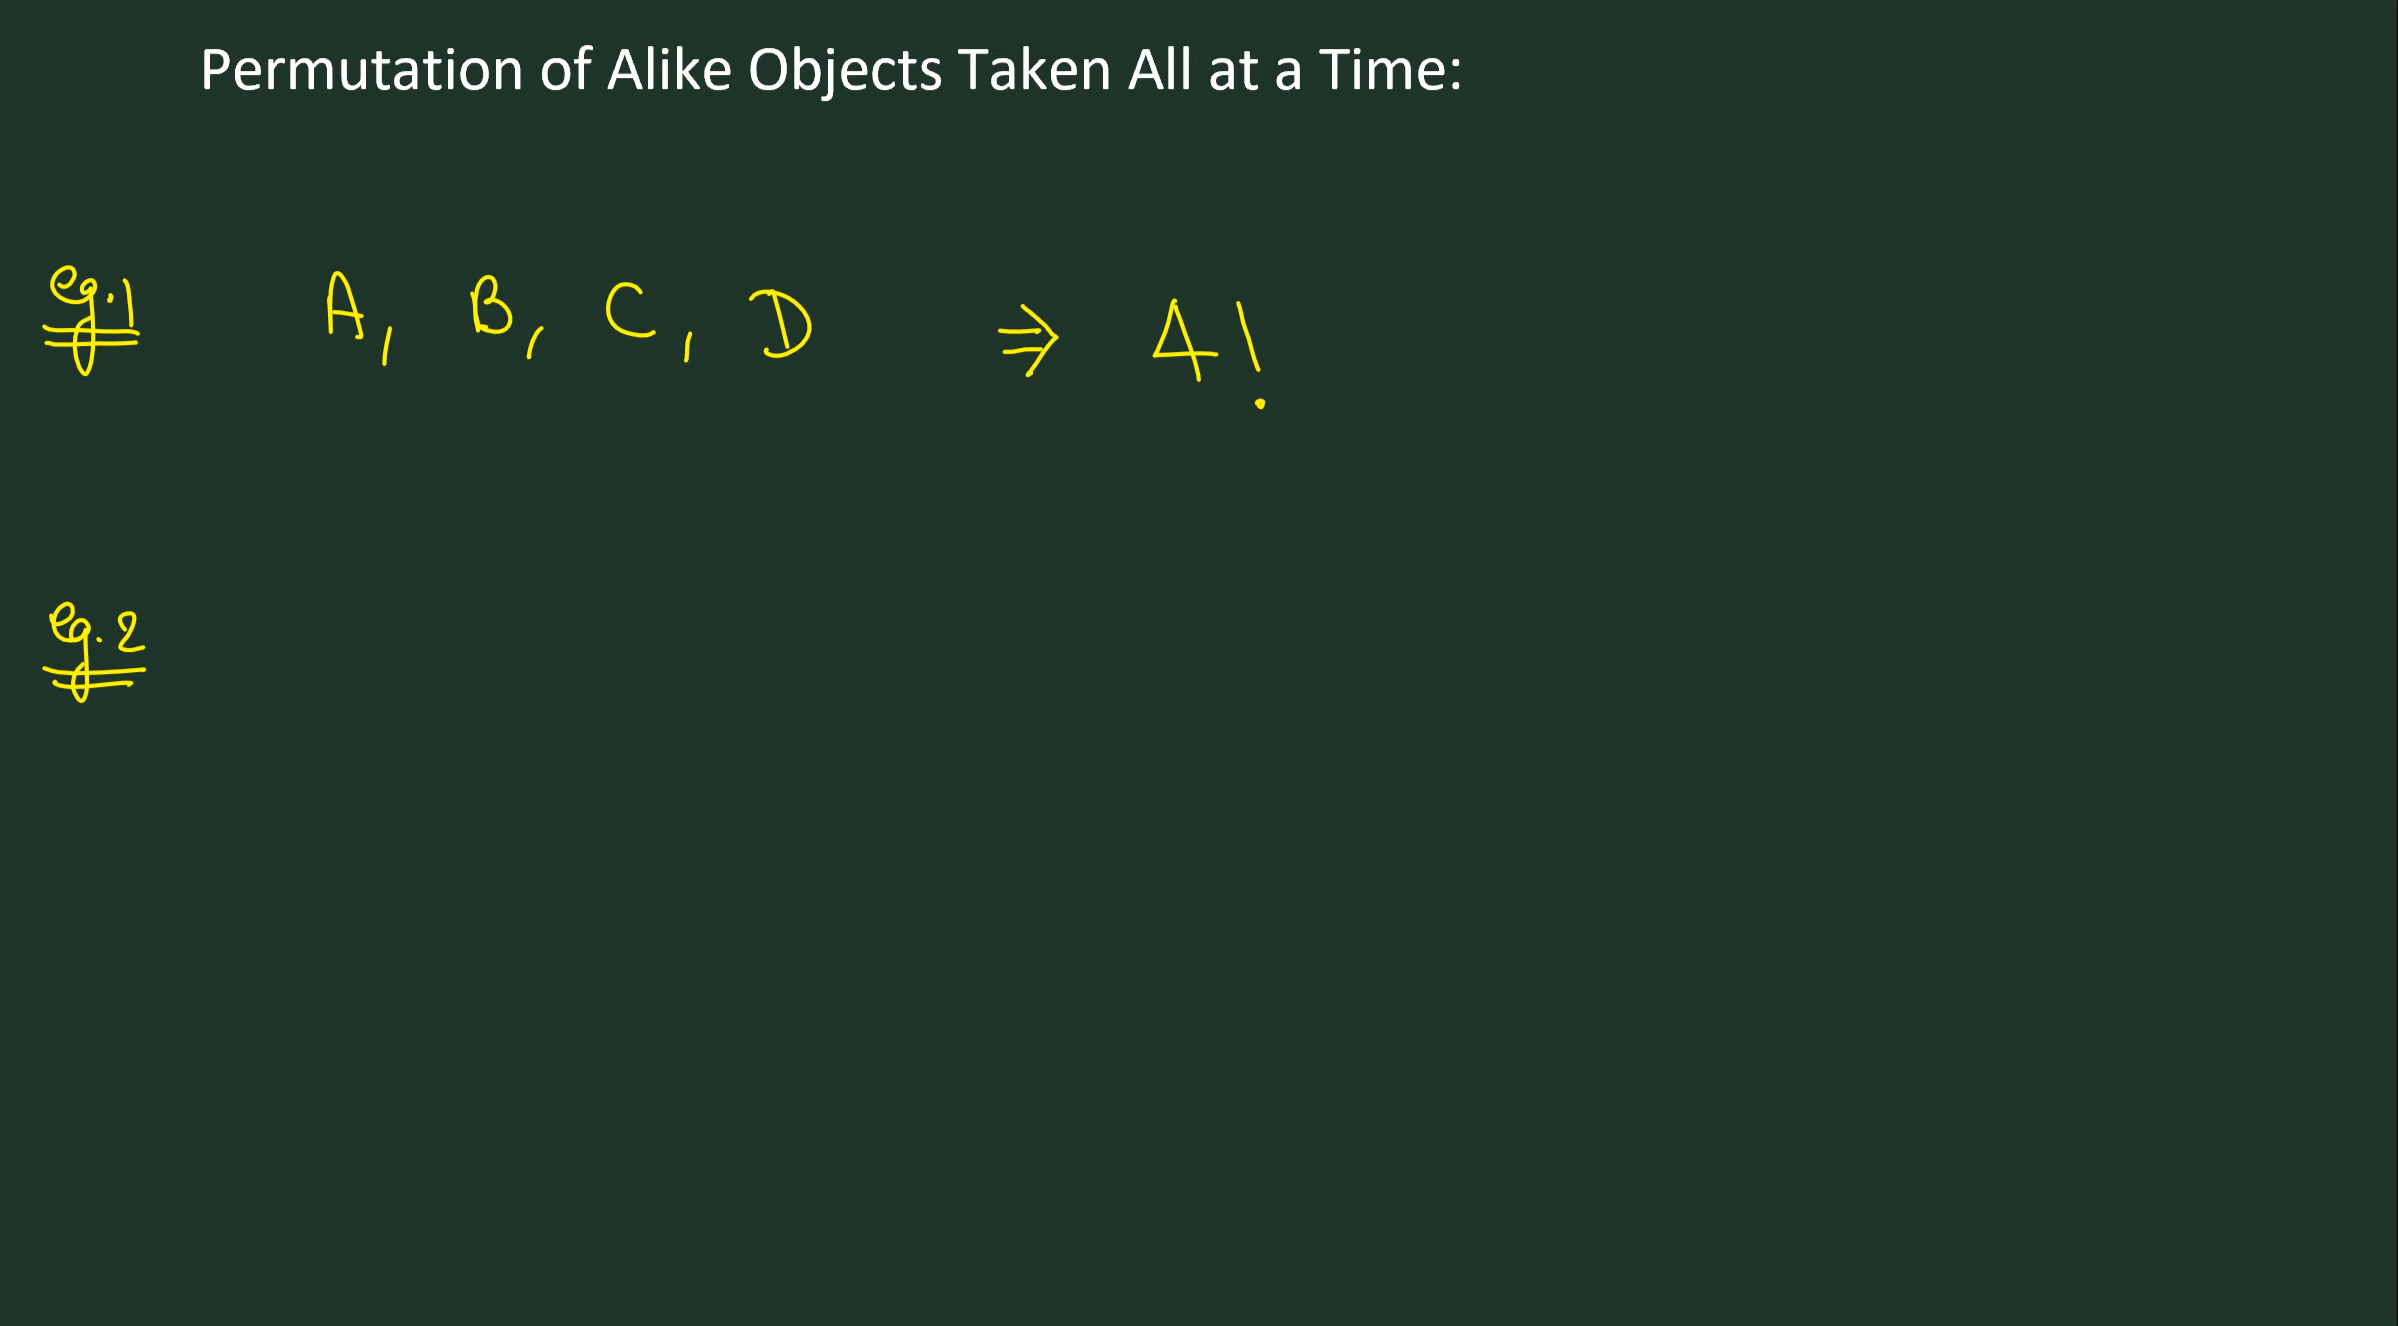 Permutation of Alike Objects Taken All at a Time:
eg.1 A, B, C, D ⇒ 4!
eg.2